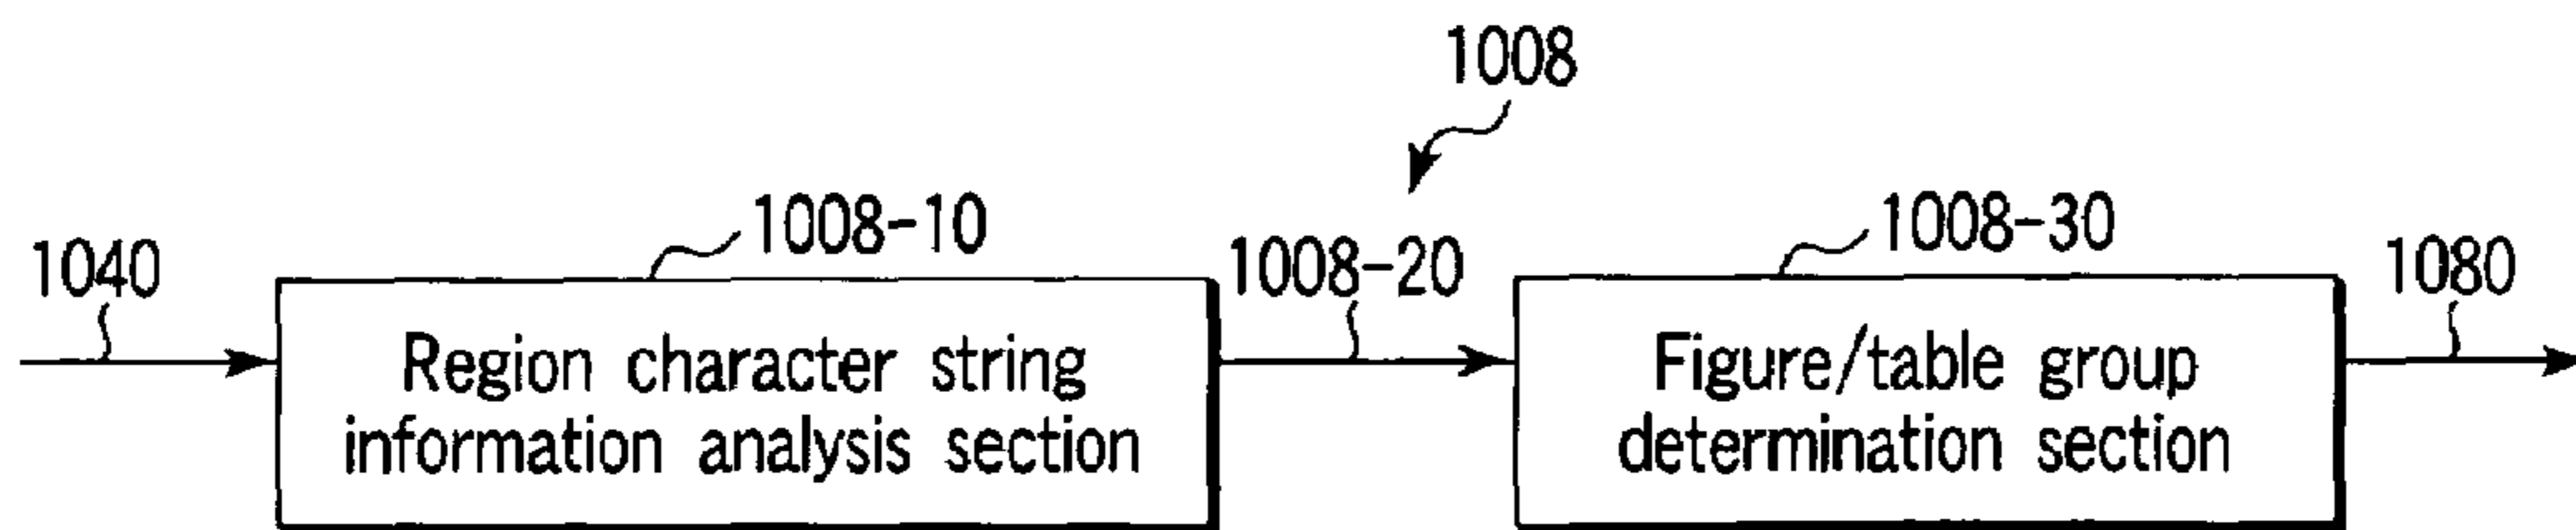 1008
1008-10
1008-30
1040
1008-20
1080
Region character string
information analysis section
Figure/table group
determination section